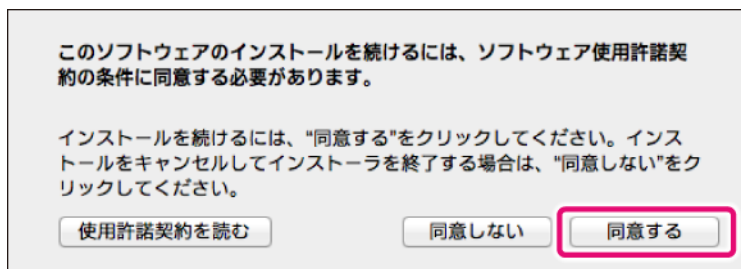 このソフトウェアのインストールを続けるには、ソフトウェア使用許諾契
約の条件に同意する必要があります。
インストールを続けるには、“同意する”をクリックしてください。インス
トールをキャンセルしてインストーラを終了する場合は、“同意しない”をク
リックしてください。
使用許諾契約を読む 同意しない 同意する